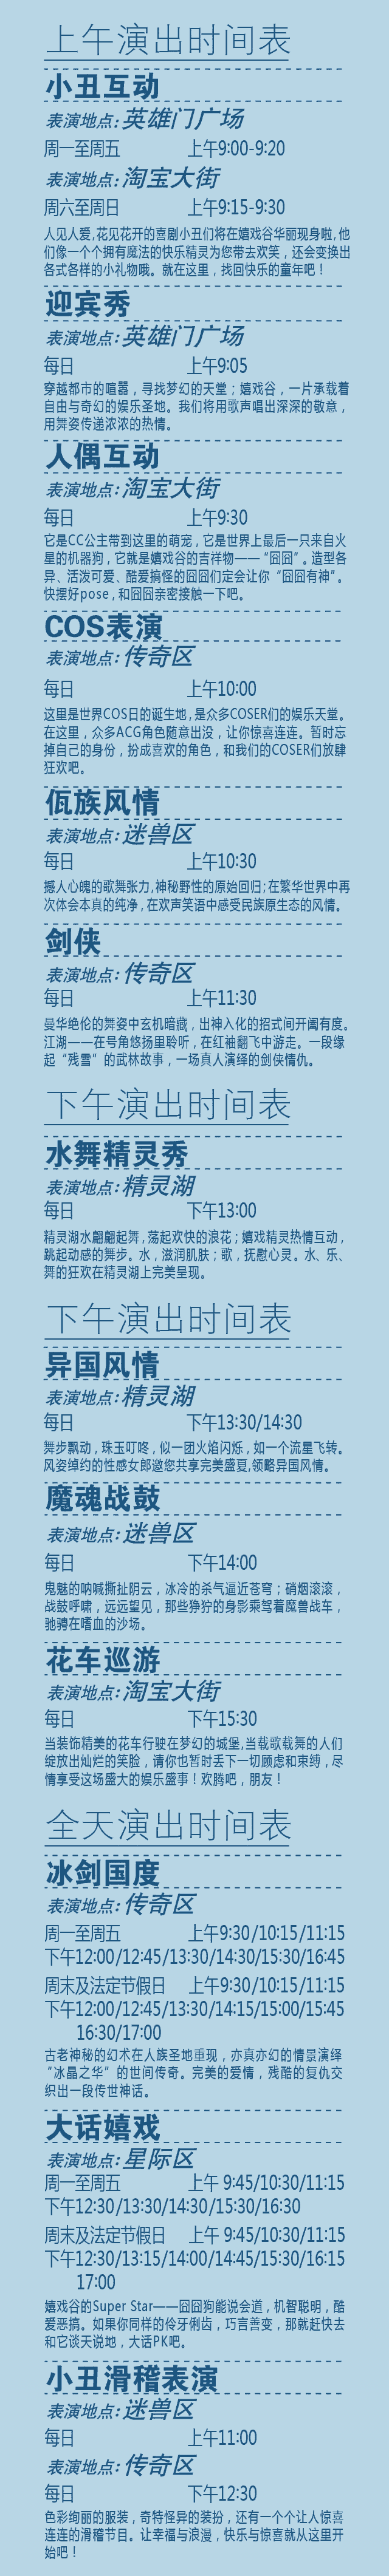 上午演出时间表
小丑互动
表演地点:英雄门广场
周一至周五 上午9:00-9:20
表演地点:淘宝大街
周六至周日 上午9:15-9:30
人见人爱,花见花开的喜剧小丑们将在嬉戏谷华丽现身啦,他
们像一个个拥有魔法的快乐精灵为您带去欢笑，还会变换出
各式各样的小礼物哦。就在这里，找回快乐的童年吧！
迎宾秀
表演地点:英雄门广场
每日 上午9:05
穿越都市的喧嚣，寻找梦幻的天堂；嬉戏谷，一片承载着
自由与奇幻的娱乐圣地。我们将用歌声唱出深深的敬意，
用舞姿传递浓浓的热情。
人偶互动
表演地点:淘宝大街
每日 上午9:30
它是CC公主带到这里的萌宠，它是世界上最后一只来自火
星的机器狗，它就是嬉戏谷的吉祥物——“囧囧”。造型各
异、活泼可爱、酷爱搞怪的囧囧们定会让你“囧囧有神”。
快摆好pose，和囧囧亲密接触一下吧。
COS表演
表演地点:传奇区
每日 上午10:00
这里是世界COS日的诞生地,是众多COSER们的娱乐天堂。
在这里，众多ACG角色随意出没，让你惊喜连连。暂时忘
掉自己的身份，扮成喜欢的角色，和我们的COSER们放肆
狂欢吧。
佤族风情
表演地点:迷兽区
每日 上午10:30
撼人心魄的歌舞张力,神秘野性的原始回归;在繁华世界中再
次体会本真的纯净,在欢声笑语中感受民族原生态的风情。
剑侠
表演地点:传奇区
每日 上午11:30
曼华绝伦的舞姿中玄机暗藏，出神入化的招式间开阖有度。
江湖——在号角悠扬里聆听，在红袖翻飞中游走。一段缘
起“残雪”的武林故事，一场真人演绎的剑侠情仇。
下午演出时间表
水舞精灵秀
表演地点:精灵湖
每日 下午13:00
精灵湖水翩翩起舞,荡起欢快的浪花；嬉戏精灵热情互动，
跳起动感的舞步。水，滋润肌肤；歌，抚慰心灵。水、乐、
舞的狂欢在精灵湖上完美呈现。
下午演出时间表
异国风情
表演地点:精灵湖
每日 下午13:30/14:30
舞步飘动，珠玉叮咚，似一团火焰闪烁，如一个流星飞转。
风姿绰约的性感女郎邀您共享完美盛夏,领略异国风情。
魔魂战鼓
表演地点:迷兽区
每日 下午14:00
鬼魅的呐喊撕扯阴云，冰冷的杀气逼近苍穹；硝烟滚滚，
战鼓呼啸，远远望见，那些狰狞的身影乘驾着魔兽战车，
驰骋在嗜血的沙场。
花车巡游
表演地点:淘宝大街
每日 下午15:30
当装饰精美的花车行驶在梦幻的城堡,当载歌载舞的人们
绽放出灿烂的笑脸，请你也暂时丢下一切顾虑和束缚，尽
情享受这场盛大的娱乐盛事！欢腾吧，朋友！
全天演出时间表
冰剑国度
表演地点:传奇区
周一至周五 上午9:30/10:15/11:15
下午12:00/12:45/13:30/14:30/15:30/16:45
周末及法定节假日 上午9:30/10:15/11:15
下午12:00/12:45/13:30/14:15/15:00/15:45
16:30/17:00
古老神秘的幻术在人族圣地重现，亦真亦幻的情景演绎
“冰晶之华”的世间传奇。完美的爱情，残酷的复仇交
织出一段传世神话。
大话嬉戏
表演地点:星际区
周一至周五 上午 9:45/10:30/11:15
下午12:30/13:30/14:30/15:30/16:30
周末及法定节假日 上午 9:45/10:30/11:15
下午12:30/13:15/14:00/14:45/15:30/16:15
17:00
嬉戏谷的Super Star——囧囧狗能说会道，机智聪明，酷
爱恶搞。如果你同样的伶牙俐齿，巧言善变，那就赶快去
和它谈天说地，大话PK吧。
小丑滑稽表演
表演地点:迷兽区
每日 上午11:00
表演地点:传奇区
每日 下午12:30
色彩绚丽的服装，奇特怪异的装扮，还有一个个让人惊喜
连连的滑稽节目。让幸福与浪漫，快乐与惊喜就从这里开
始吧！